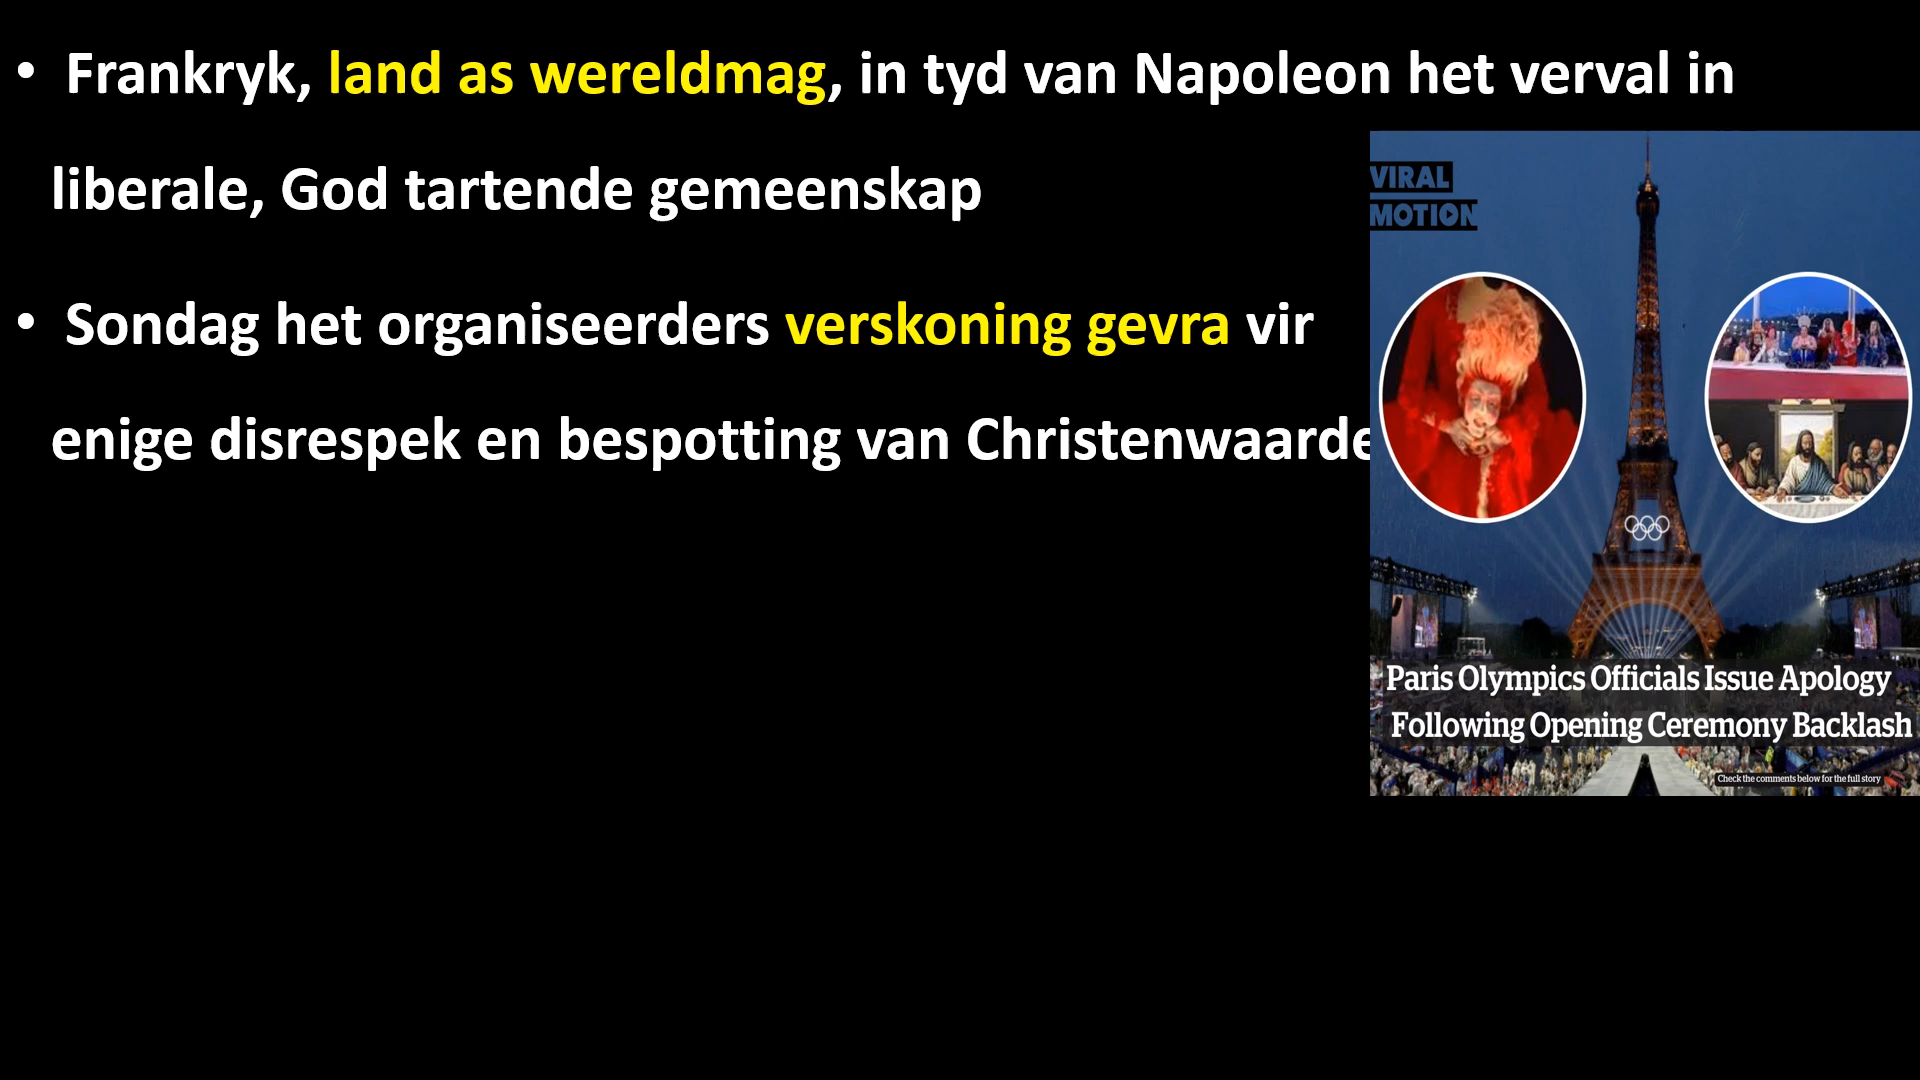 • Frankryk, land as wereldmag, in tyd van Napoleon het verval in
liberale, God tartende gemeenskap
• Sondag het organiseerders verskoning gevra vir
enige disrespek en bespotting van Christenwaarde
VIRAL
MOTION
Paris Olympics Officials Issue Apology
Following Opening Ceremony Backlash
Check the comments below for the full story